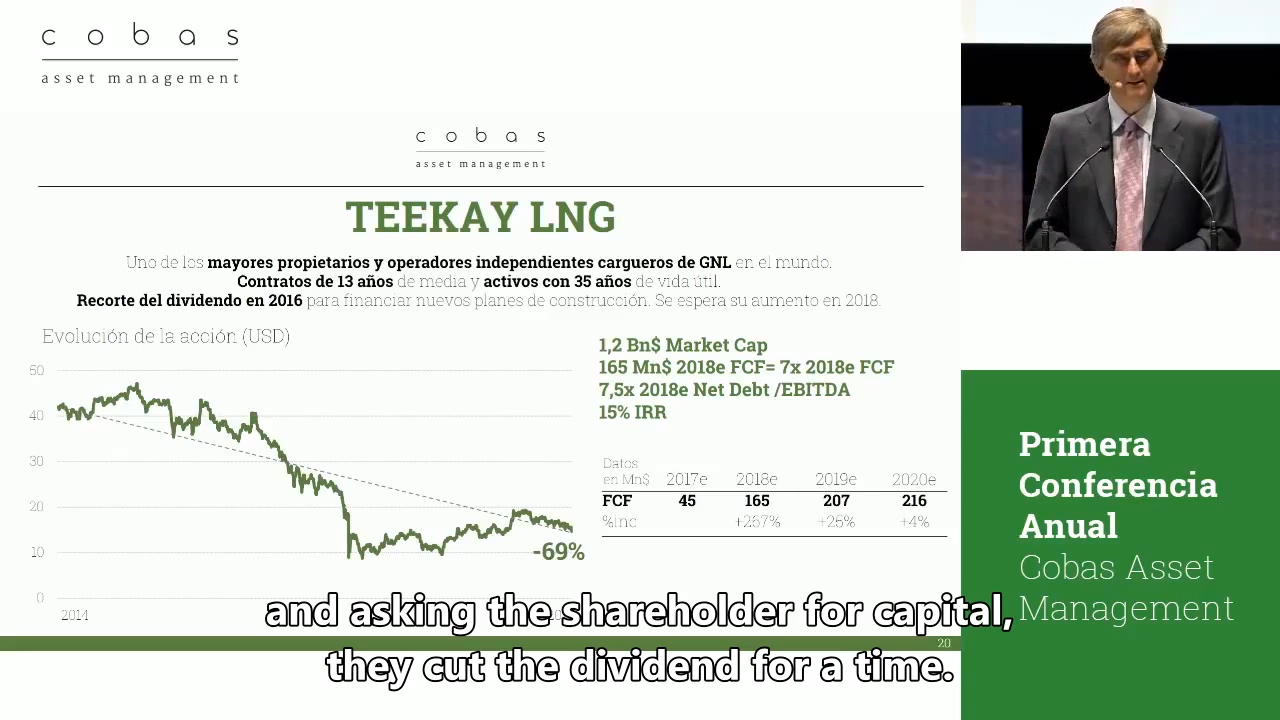 cobas
asset management
cobas
asset management
TEEKAY LNG
Uno de los mayores propietarios y operadores independientes cargueros de GNL en el mundo.
Contratos de 13 años de media y activos con 35 años de vida útil.
Recorte del dividendo en 2016 para financiar nuevos planes de construcción. Se espera su aumento en 2018.
Evolución de la acción (USD)
50
40
30
20
10
0
2014
-69%
1,2 Bn$ Market Cap
165 Mn$ 2018e FCF= 7x 2018e FCF
7,5x 2018e Net Debt /EBITDA
15% IRR
Datos
en Mn$ 2017e 2018e 2019e 2020e
FCF 45 165 207 216
%inc +267% +25% +4%
20
Primera
Conferencia
Anual
Cobas Asset
Management
and asking the shareholder for capital,
they cut the dividend for a time.